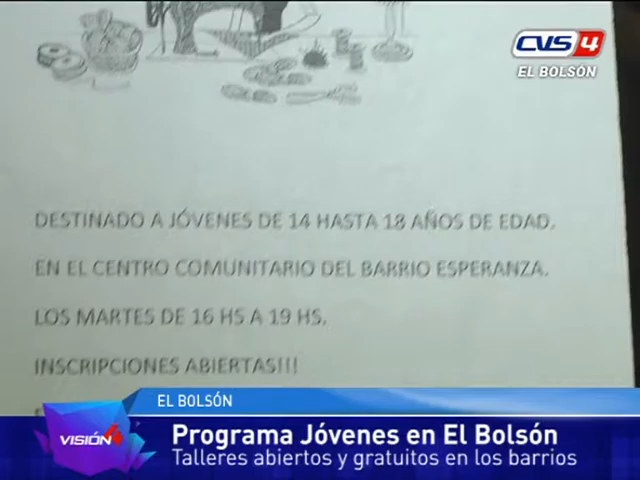 CVS4
EL BOLSÓN
DESTINADO A JÓVENES DE 14 HASTA 18 AÑOS DE EDAD.
EN EL CENTRO COMUNITARIO DEL BARRIO ESPERANZA.
LOS MARTES DE 16 HS A 19 HS.
INSCRIPCIONES ABIERTAS!!!
EL BOLSÓN
VISIÓN 4
Programa Jóvenes en El Bolsón
Talleres abiertos y gratuitos en los barrios